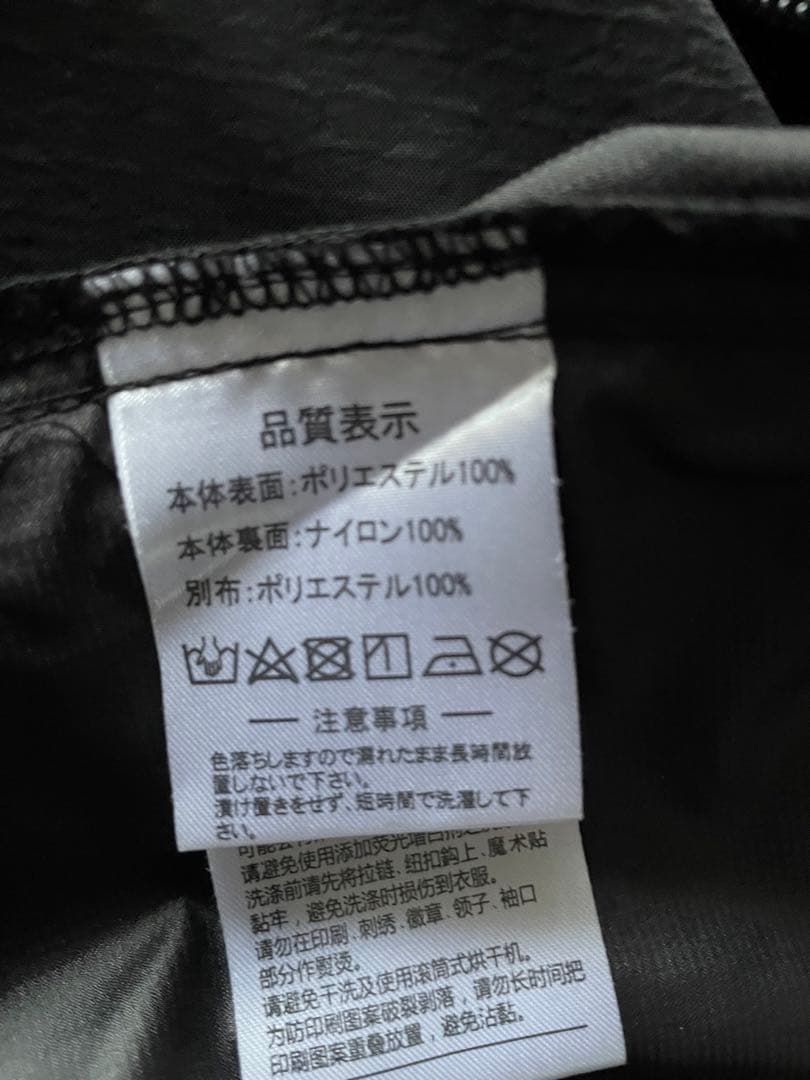 品質表示
本体表面:ポリエステル100%
本体裏面:ナイロン100%
別布:ポリエステル100%
注意事項
色落ちしますので濡れたまま長時間放
置しないで下さい。
漬け置きをせず、短時間で洗濯して下
さい。
请避免使用添加荧光增白剂
洗涤前请先将拉链、纽扣鈎上、魔术贴
黏牢，避免洗涤时损伤到衣服。
请勿在印刷、刺绣、徽章、领子、袖口
部分作熨烫。
请避免干洗及使用滚筒式烘干机。
为防印刷图案破裂剥落，请勿长时间把
印刷图案重叠放置，避免沾黏。